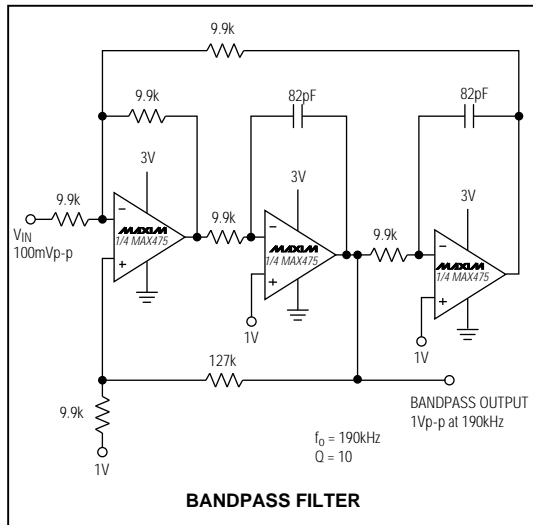 9.9k
9.9k
82pF
82pF
3V
3V
3V
9.9k
9.9k
9.9k
VIN
100mVp-p
−
MAXIM
1/4 MAX475
+
−
MAXIM
1/4 MAX475
+
−
MAXIM
1/4 MAX475
+
1V
1V
127k
9.9k
1V
BANDPASS OUTPUT
1Vp-p at 190kHz
fo = 190kHz
Q = 10
BANDPASS FILTER